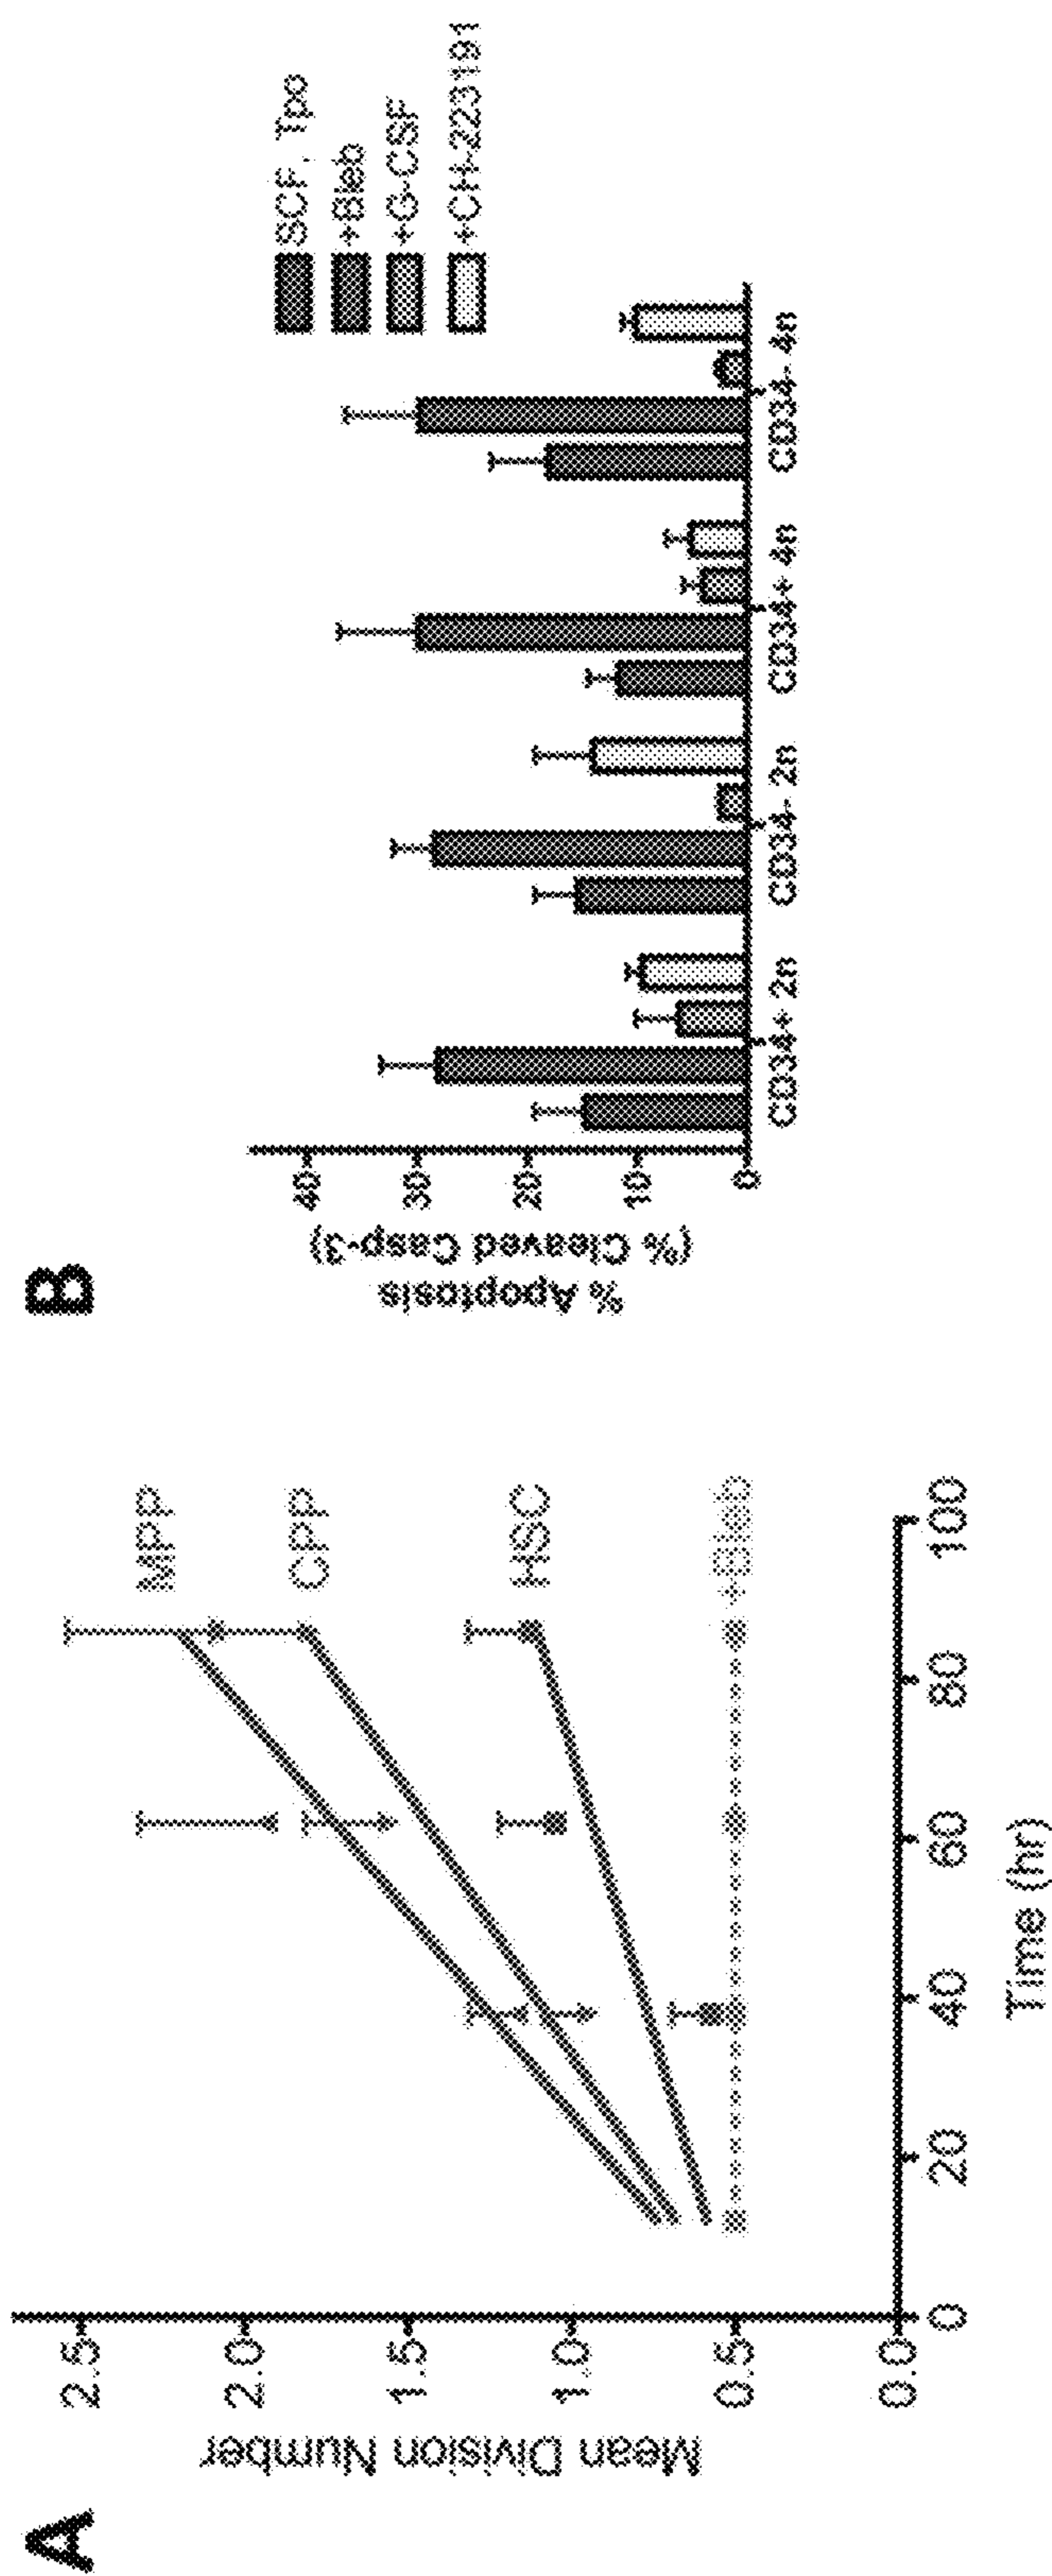 A
Mean Division Number
2.5
2.0
1.5
1.0
0.5
0.0
0
20
40
60
80
100
Time (hr)
MPP
CPP
HSC
+Bleb
B
% Apoptosis
(% Cleaved Casp-3)
40
30
20
10
0
CD34+ 2n
CD34- 2n
CD34+ 4n
CD34- 4n
SCF, Tpo
+Bleb
+G-CSF
+CH-223191